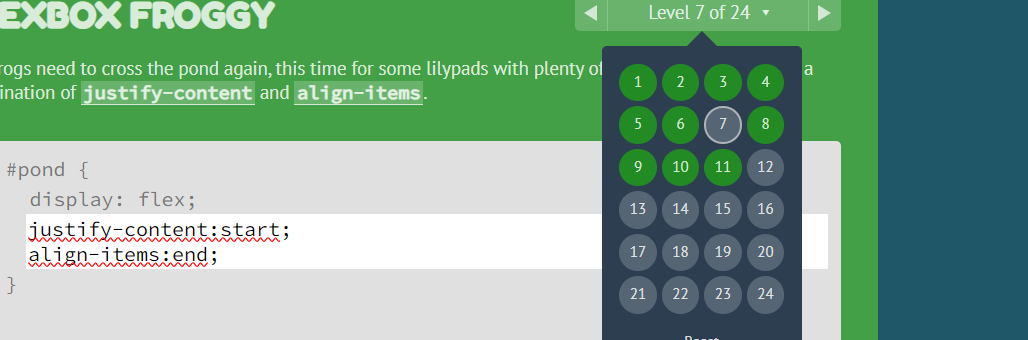 EXBOX FROGGY
Level 7 of 24
rogs need to cross the pond again, this time for some lilypads with plenty of a
ination of justify-content and align-items.
1 2 3 4
5 6 7 8
9 10 11 12
13 14 15 16
17 18 19 20
21 22 23 24
Reset
#pond {
display: flex;
justify-content:start;
align-items:end;
}